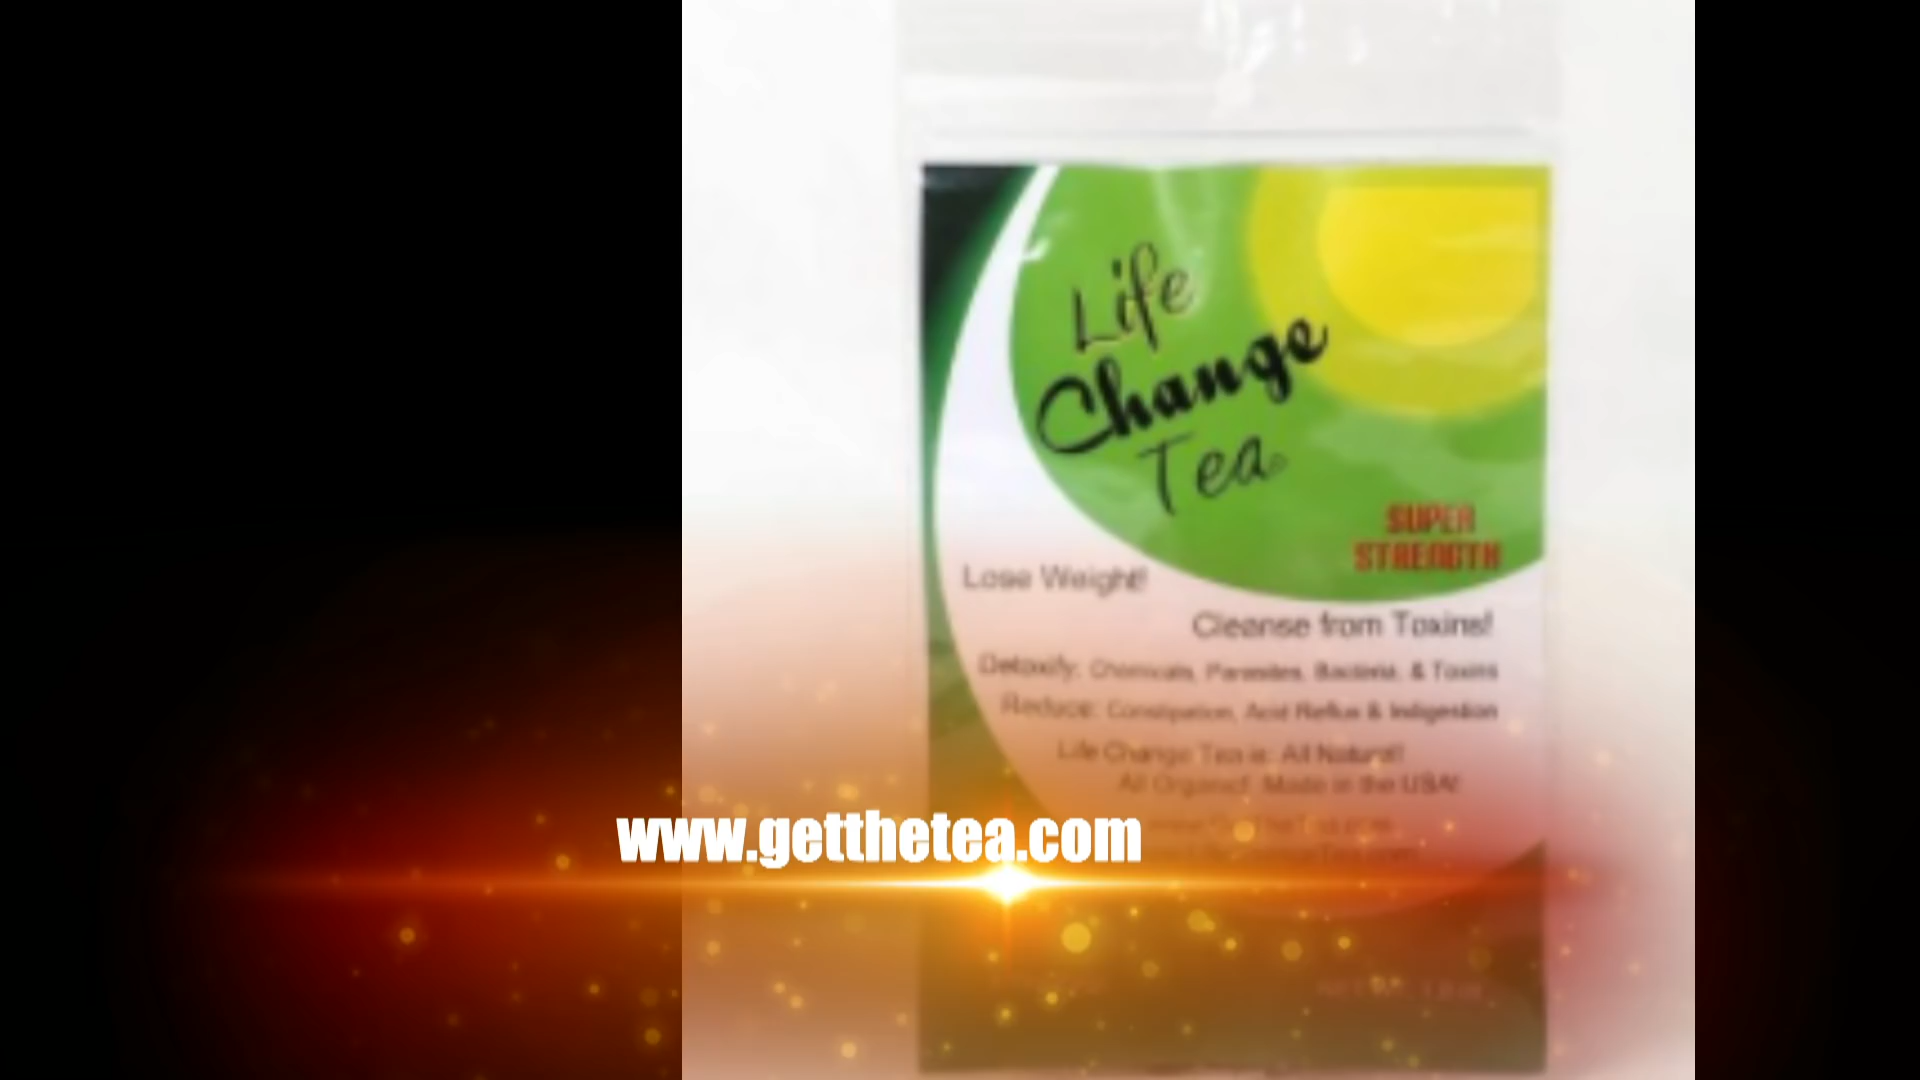 Life
Change
Tea
SUPER
STRENGTH
Lose Weight!
Cleanse from Toxins!
Detoxify: Chemicals, Parasites, Bacteria, & Toxins
Reduce: Constipation, Acid Reflux & Indigestion
Life Change Tea is: All Natural!
All Organic! Made in the USA!
www.getthetea.com